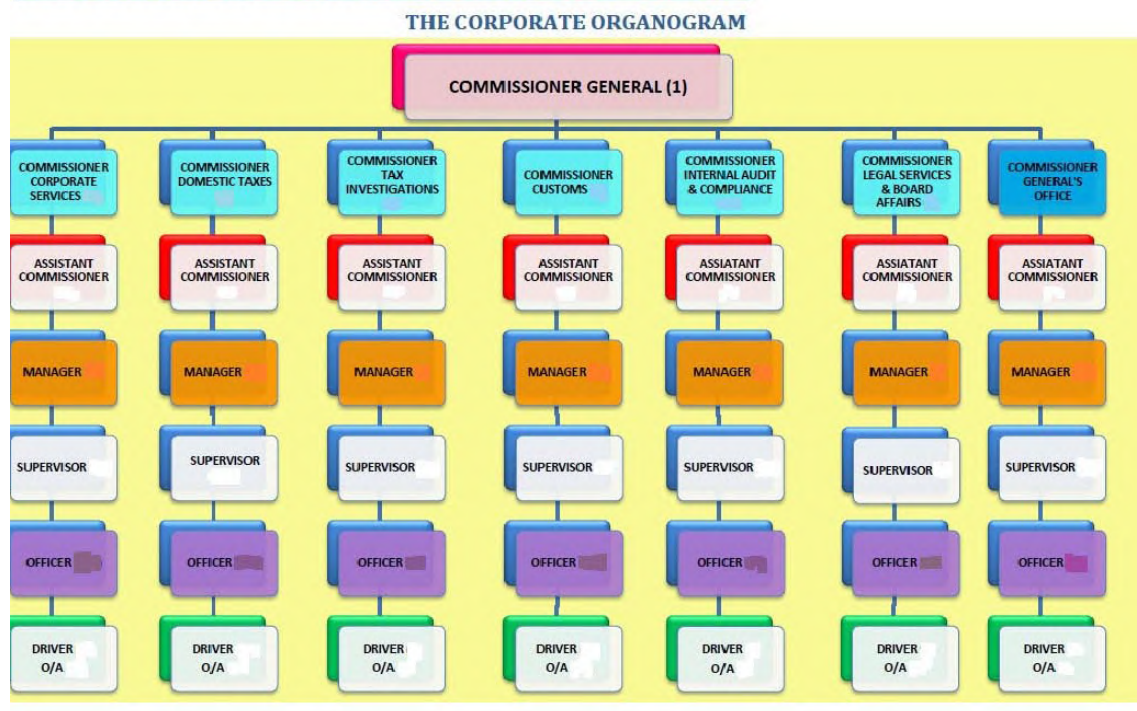 THE CORPORATE ORGANOGRAM
COMMISSIONER GENERAL (1)
COMMISSIONER
CORPORATE
SERVICES
COMMISSIONER
DOMESTIC TAXES
COMMISSIONER
TAX
INVESTIGATIONS
COMMISSIONER
CUSTOMS
COMMISSIONER
INTERNAL AUDIT
& COMPLIANCE
COMMISSIONER
LEGAL SERVICES
& BOARD
AFFAIRS
COMMISSIONER
GENERAL'S
OFFICE
ASSISTANT
COMMISSIONER
ASSISTANT
COMMISSIONER
ASSISTANT
COMMISSIONER
ASSISTANT
COMMISSIONER
ASSIATANT
COMMISSIONER
ASSIATANT
COMMISSIONER
ASSIATANT
COMMISSIONER
MANAGER
MANAGER
MANAGER
MANAGER
MANAGER
MANAGER
MANAGER
SUPERVISOR
SUPERVISOR
SUPERVISOR
SUPERVISOR
SUPERVISOR
SUPERVISOR
SUPERVISOR
OFFICER
OFFICER
OFFICER
OFFICER
OFFICER
OFFICER
OFFICER
DRIVER
O/A
DRIVER
O/A
DRIVER
O/A
DRIVER
O/A
DRIVER
O/A
DRIVER
O/A
DRIVER
O/A